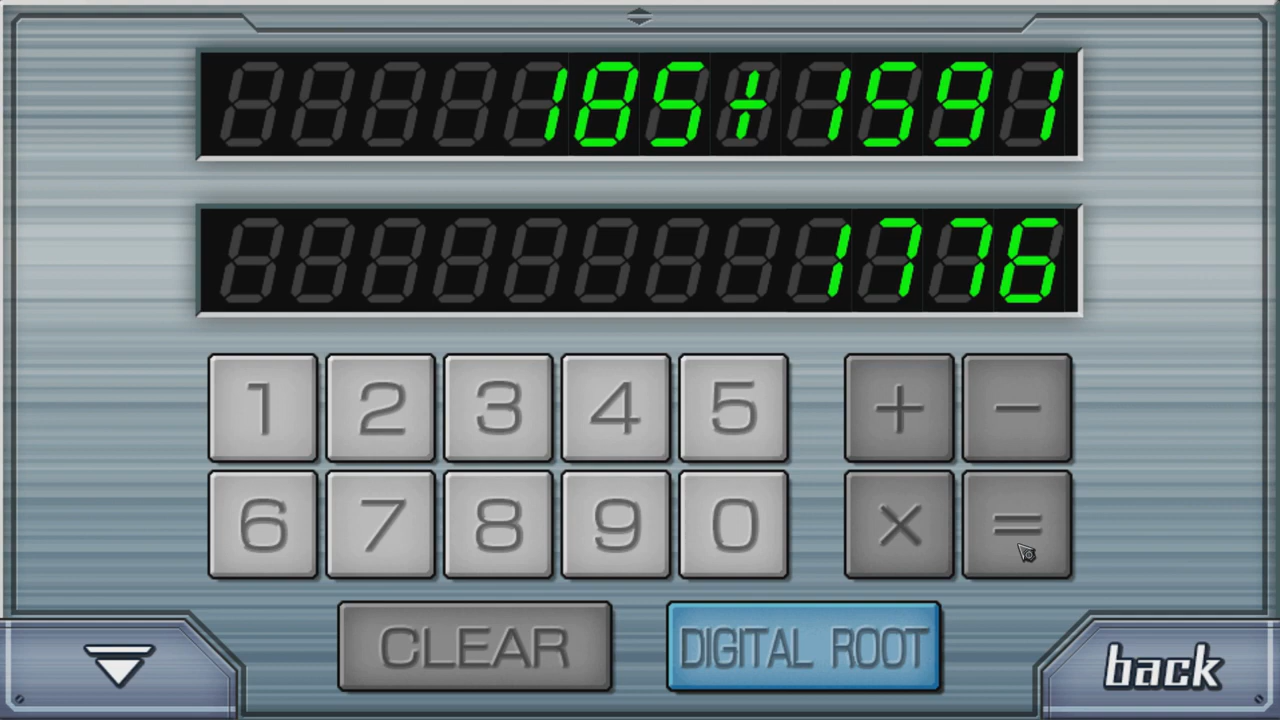 185+1591
1776
1 2 3 4 5 + −
6 7 8 9 0 × =
CLEAR DIGITAL ROOT
back